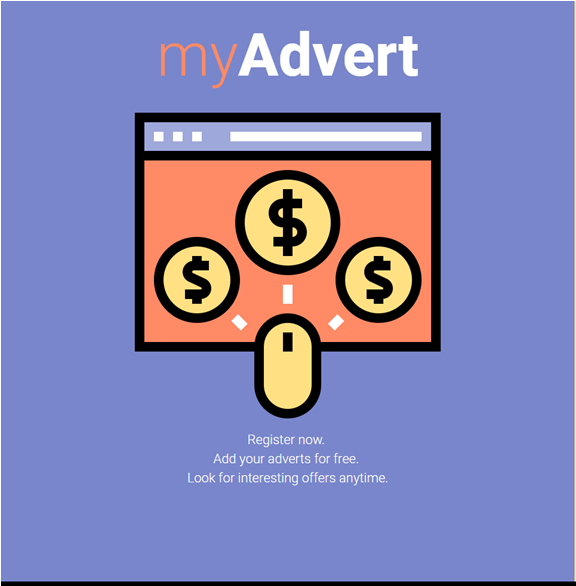 myAdvert
$
$
$
Register now.
Add your adverts for free.
Look for interesting offers anytime.